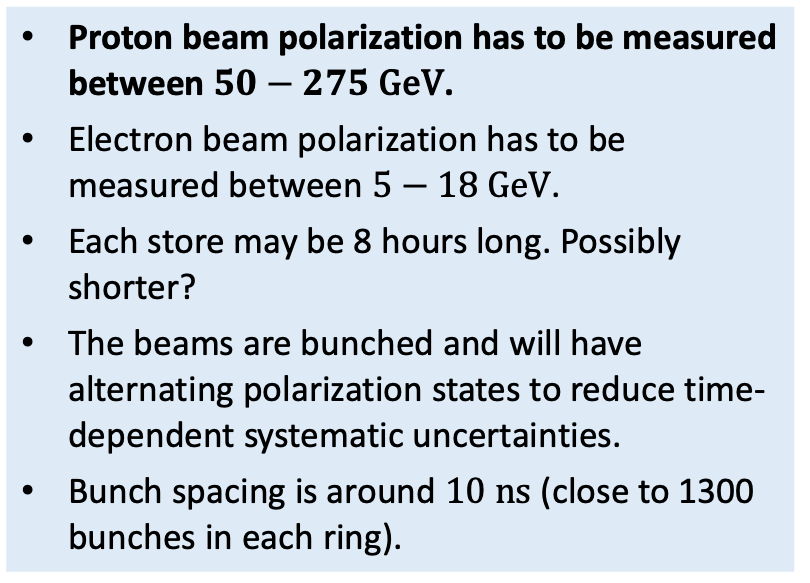 • Proton beam polarization has to be measured
between 50 − 275 GeV.
• Electron beam polarization has to be
measured between 5 − 18 GeV.
• Each store may be 8 hours long. Possibly
shorter?
• The beams are bunched and will have
alternating polarization states to reduce time-
dependent systematic uncertainties.
• Bunch spacing is around 10 ns (close to 1300
bunches in each ring).